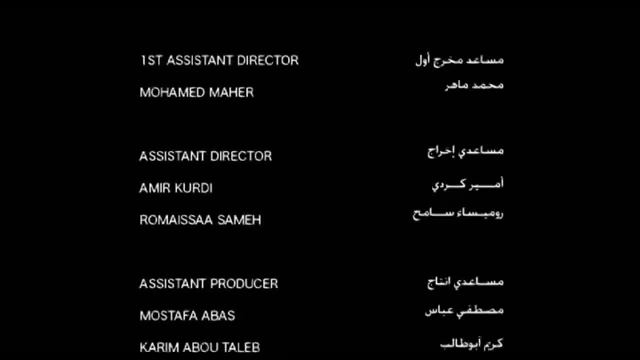 1ST ASSISTANT DIRECTOR
مساعد مخرج أول
MOHAMED MAHER
محمد ماهر
ASSISTANT DIRECTOR
مساعدي إخراج
AMIR KURDI
أمير كردي
ROMAISSAA SAMEH
روميساء سامح
ASSISTANT PRODUCER
مساعدي انتاج
MOSTAFA ABAS
مصطفي عباس
KARIM ABOU TALEB
كريم أبوطالب